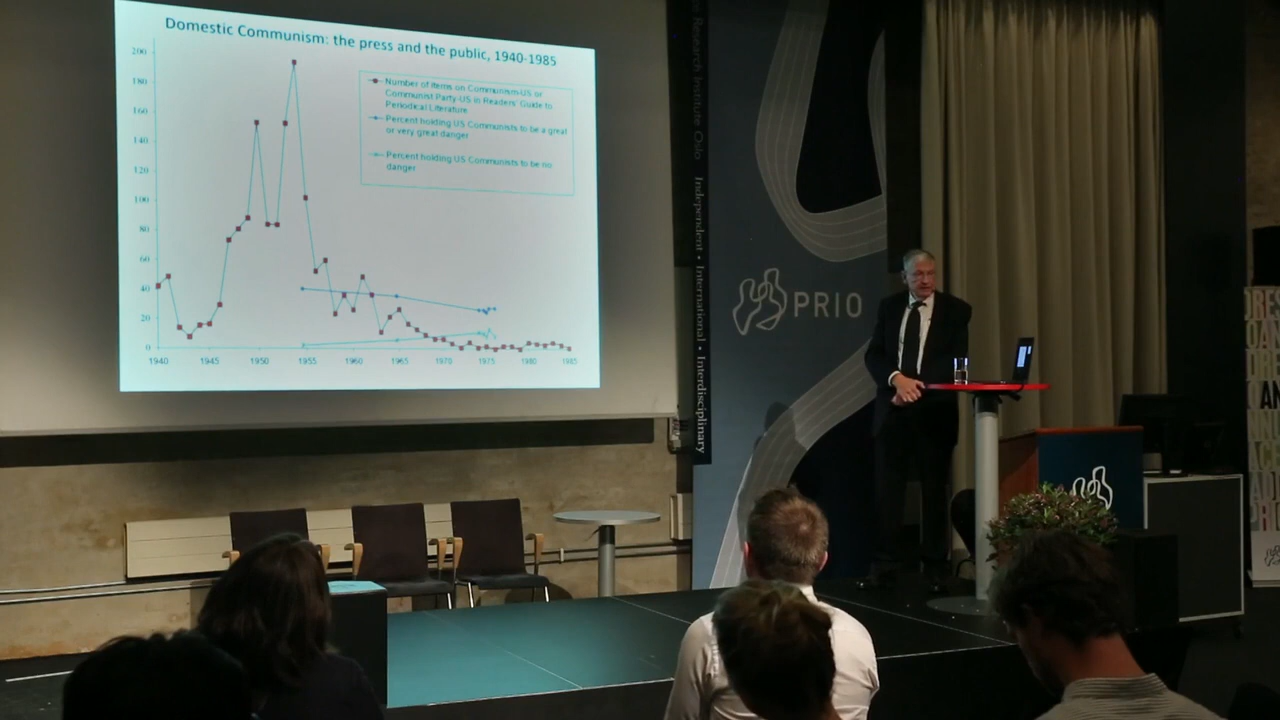 Domestic Communism: the press and the public, 1940-1985
200
180
160
140
120
100
80
60
40
20
0
1940 1945 1950 1955 1960 1965 1970 1975 1980 1985
Number of items on Communism-US or
Communist Party-US in Readers' Guide to
Periodical Literature
Percent holding US Communists to be a great
or very great danger
Percent holding US Communists to be no
danger
Research Institute Oslo
Independent • International • Interdisciplinary
PRIO